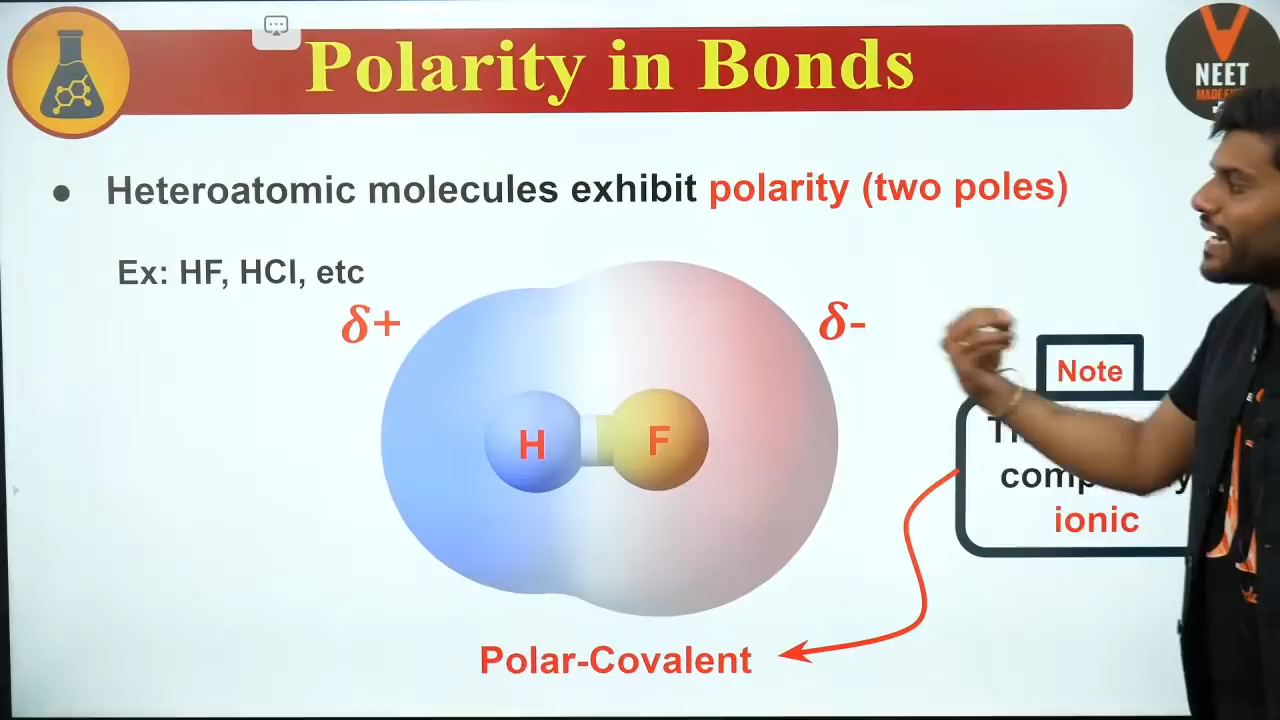 Polarity in Bonds
NEET
● Heteroatomic molecules exhibit polarity (two poles)
Ex: HF, HCl, etc
δ+
δ-
H
F
Note
ionic
Polar-Covalent